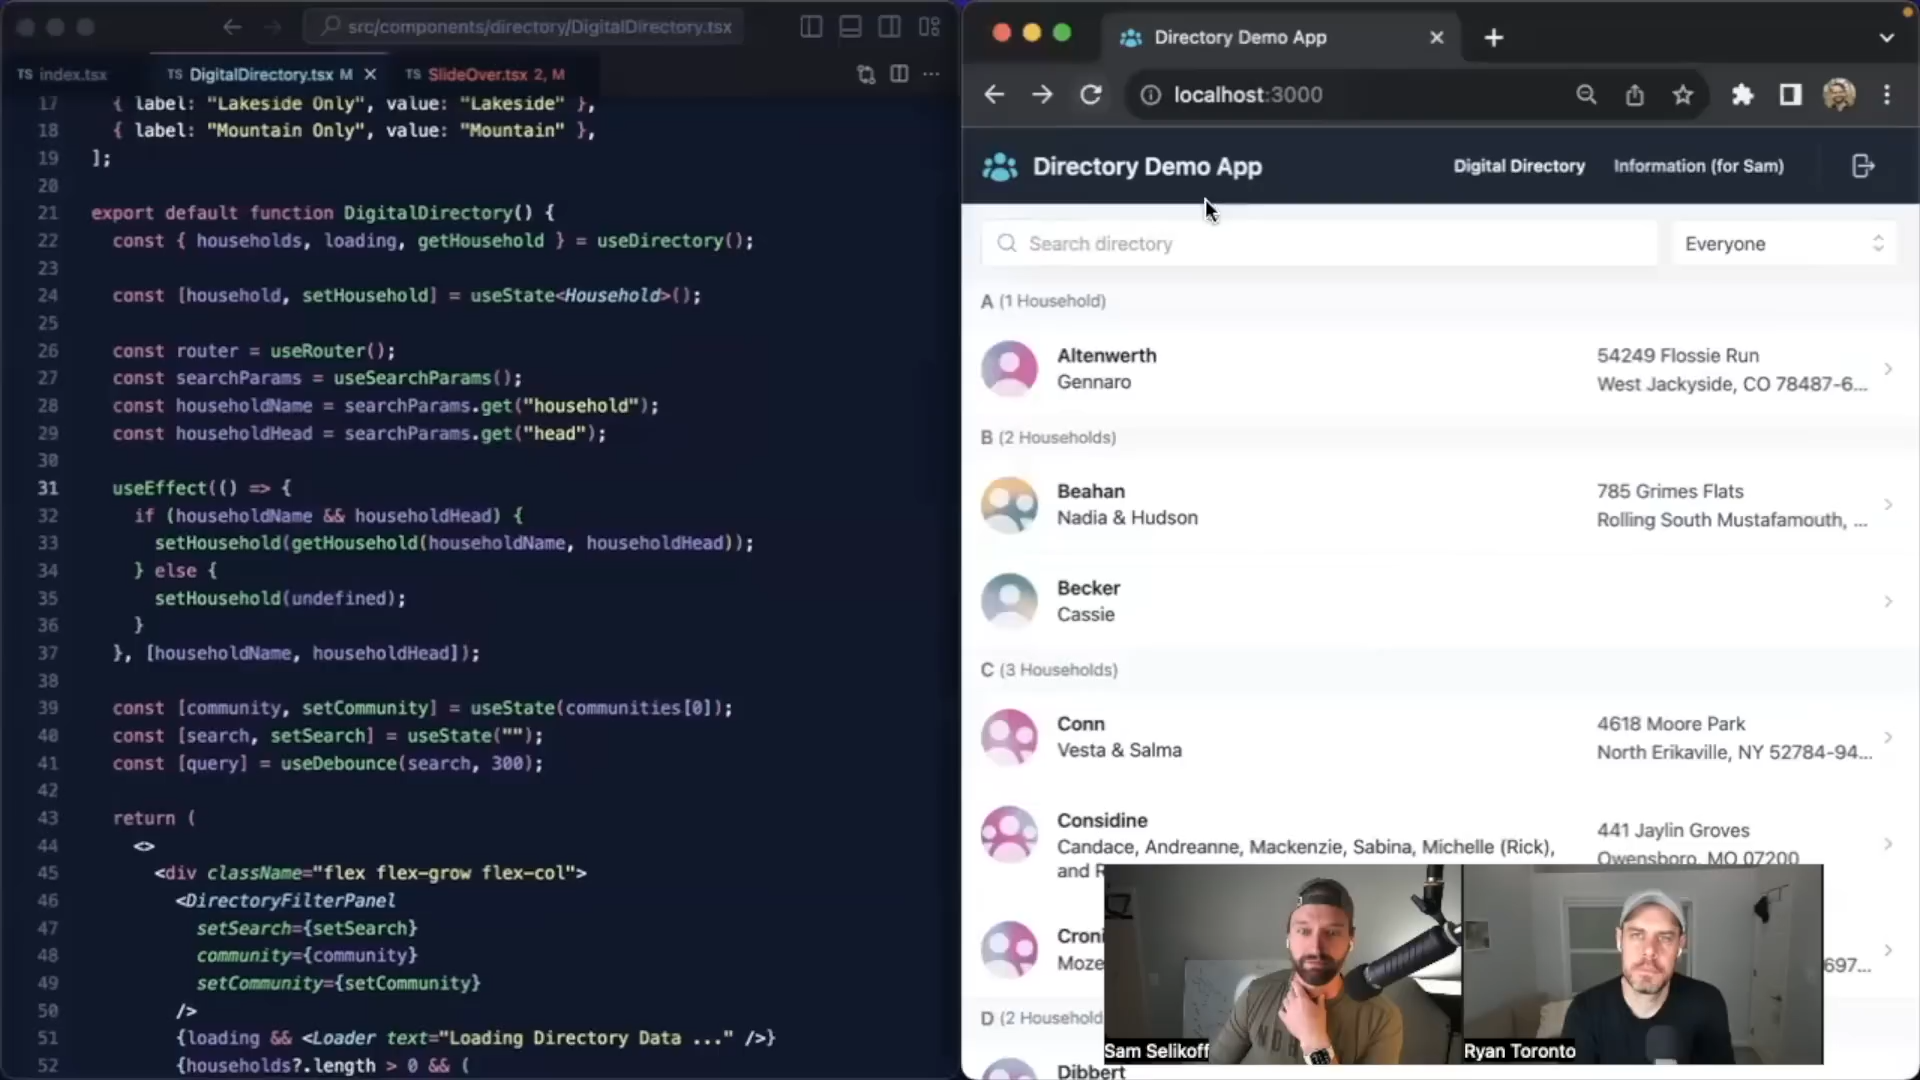 src/components/directory/DigitalDirectory.tsx
TS index.tsx
TS DigitalDirectory.tsx M
TS SlideOver.tsx 2, M
17 { label: "Lakeside Only", value: "Lakeside" },
18 { label: "Mountain Only", value: "Mountain" },
19 ];
20
21 export default function DigitalDirectory() {
22 const { households, loading, getHousehold } = useDirectory();
23
24 const [household, setHousehold] = useState<Household>();
25
26 const router = useRouter();
27 const searchParams = useSearchParams();
28 const householdName = searchParams.get("household");
29 const householdHead = searchParams.get("head");
30
31 useEffect(() => {
32 if (householdName && householdHead) {
33 setHousehold(getHousehold(householdName, householdHead));
34 } else {
35 setHousehold(undefined);
36 }
37 }, [householdName, householdHead]);
38
39 const [community, setCommunity] = useState(communities[0]);
40 const [search, setSearch] = useState("");
41 const [query] = useDebounce(search, 300);
42
43 return (
44 <>
45 <div className="flex flex-grow flex-col">
46 <DirectoryFilterPanel
47 setSearch={setSearch}
48 community={community}
49 setCommunity={setCommunity}
50 />
51 {loading && <Loader text="Loading Directory Data ..." />}
52 {households?.length > 0 && (
Directory Demo App
localhost:3000
Directory Demo App
Digital Directory
Information (for Sam)
Search directory
Everyone
A (1 Household)
Altenwerth
Gennaro
54249 Flossie Run
West Jackyside, CO 78487-6...
B (2 Households)
Beahan
Nadia & Hudson
785 Grimes Flats
Rolling South Mustafamouth, ...
Becker
Cassie
C (3 Households)
Conn
Vesta & Salma
4618 Moore Park
North Erikaville, NY 52784-94...
Considine
Candace, Andreanne, Mackenzie, Sabina, Michelle (Rick),
and R
441 Jaylin Groves
Owensboro, MO 07200
Croni
Moze
697...
D (2 Household
Dibbert
Sam Selikoff
Ryan Toronto